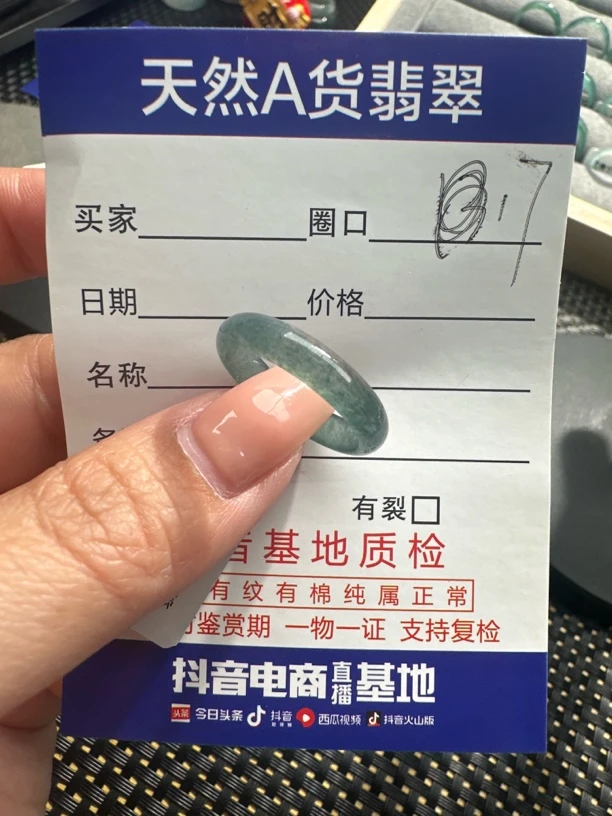 天然A货翡翠
买家 圈口
日期 价格
名称
有裂□
音基地质检
有纹有棉纯属正常
鉴赏期 一物一证 支持复检
抖音电商直播基地
头条 今日头条 抖音 西瓜视频 抖音火山版